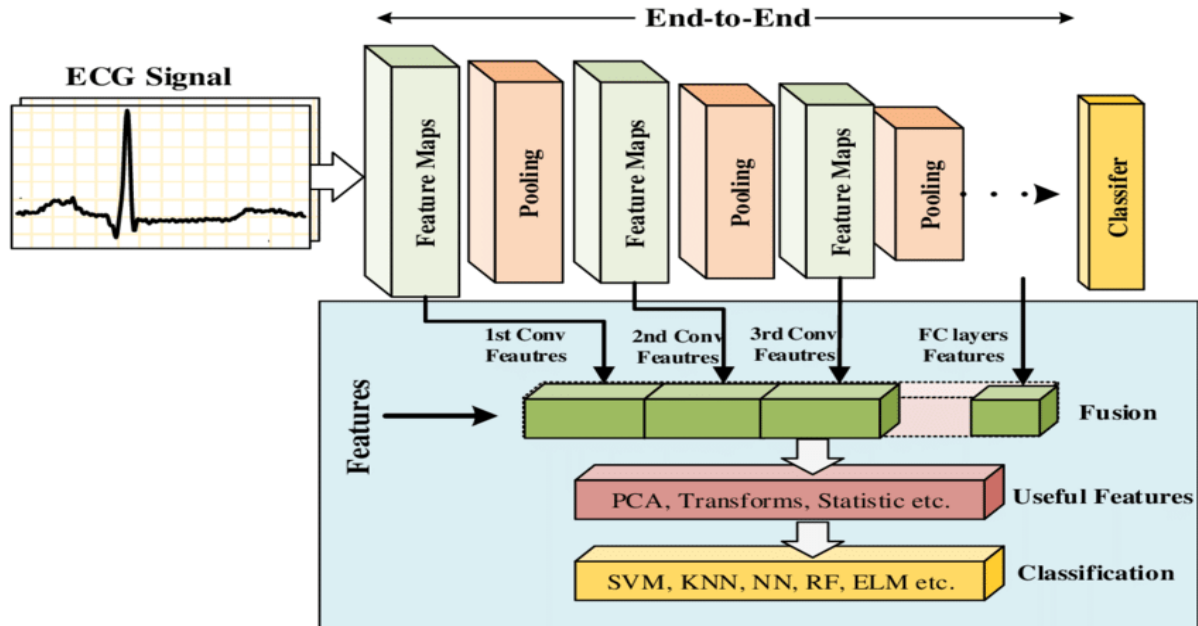 End-to-End
ECG Signal
Feature Maps
Pooling
Feature Maps
Pooling
Feature Maps
Pooling
Classifer
1st Conv
Feautres
2nd Conv
Feautres
3rd Conv
Feautres
FC layers
Features
Features
Fusion
PCA, Transforms, Statistic etc.
Useful Features
SVM, KNN, NN, RF, ELM etc.
Classification